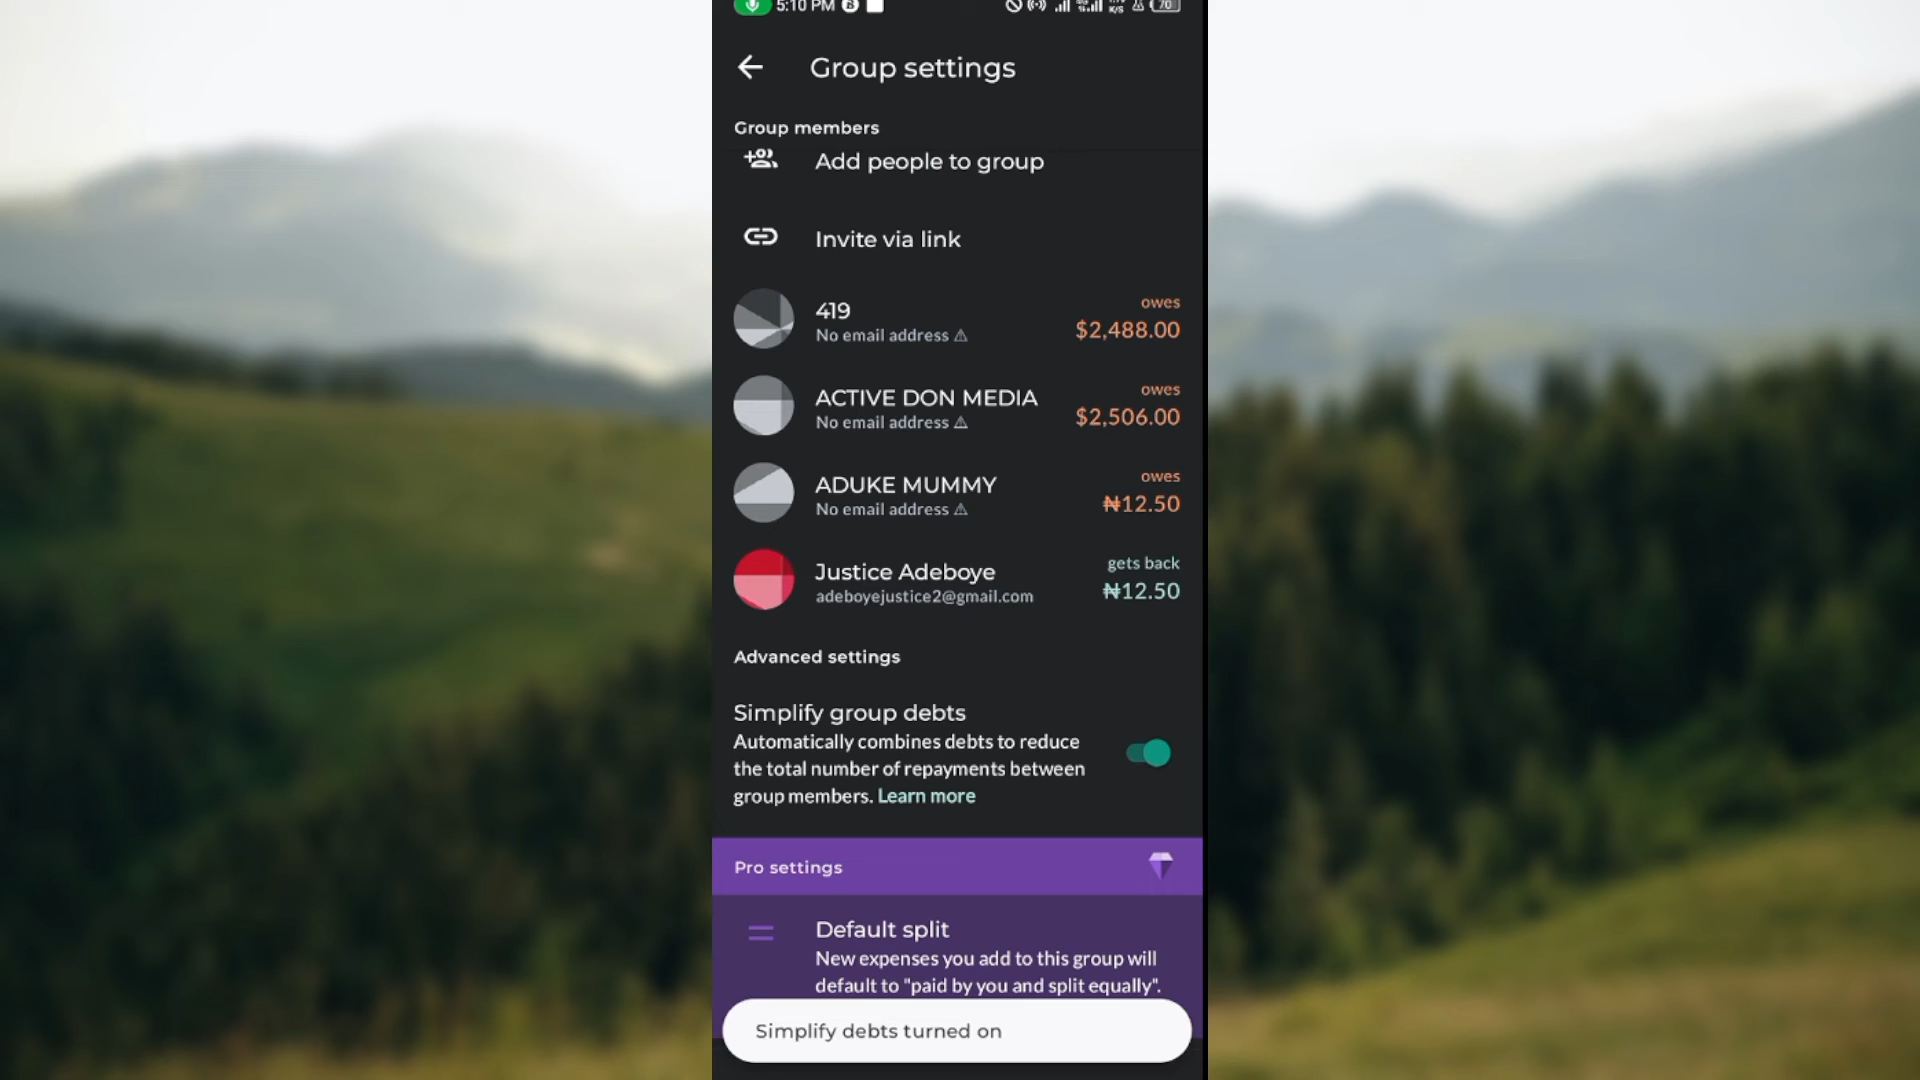 5:10 PM
70
Group settings
Group members
Add people to group
Invite via link
419
No email address ⚠
owes
$2,488.00
ACTIVE DON MEDIA
No email address ⚠
owes
$2,506.00
ADUKE MUMMY
No email address ⚠
owes
₦12.50
Justice Adeboye
adeboyejustice2@gmail.com
gets back
₦12.50
Advanced settings
Simplify group debts
Automatically combines debts to reduce
the total number of repayments between
group members. Learn more
Pro settings
Default split
New expenses you add to this group will
default to "paid by you and split equally".
Simplify debts turned on